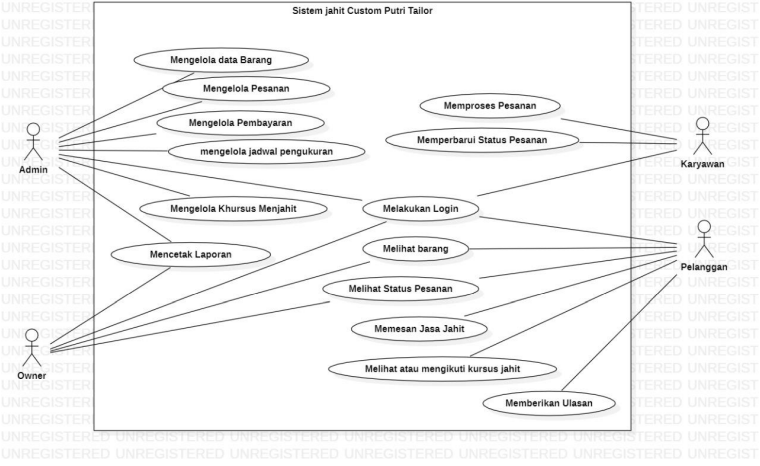 UNREGISTERED UNREGISTERED UNREGISTERED UNREGISTERED UNREGISTERED UNREGISTERED UNREGISTERED
Sistem jahit Custom Putri Tailor
Mengelola data Barang
Mengelola Pesanan
Memproses Pesanan
Mengelola Pembayaran
Memperbarui Status Pesanan
mengelola jadwal pengukuran
Admin
Karyawan
Mengelola Khursus Menjahit
Melakukan Login
Melihat barang
Mencetak Laporan
Pelanggan
Melihat Status Pesanan
Memesan Jasa Jahit
Melihat atau mengikuti kursus jahit
Owner
Memberikan Ulasan